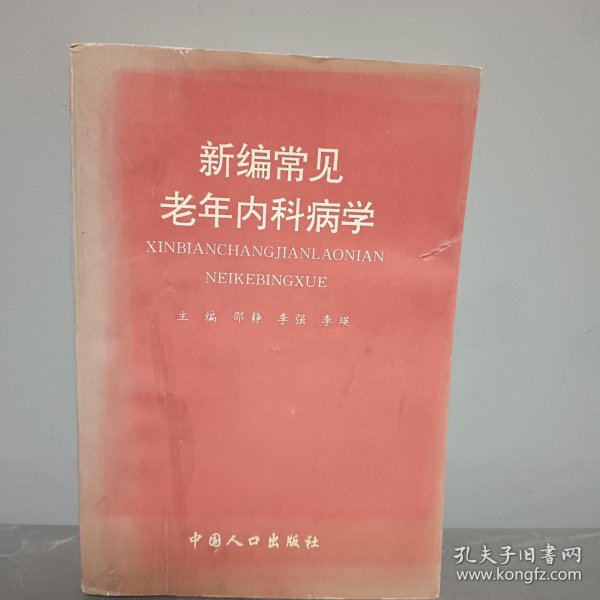 新编常见
老年内科病学
XINBIANCHANGJIANLAONIAN
NEIKEBINGXUE
主 编 邵静 李强 李瑛
中国人口出版社
孔夫子旧书网
www.kongfz.com